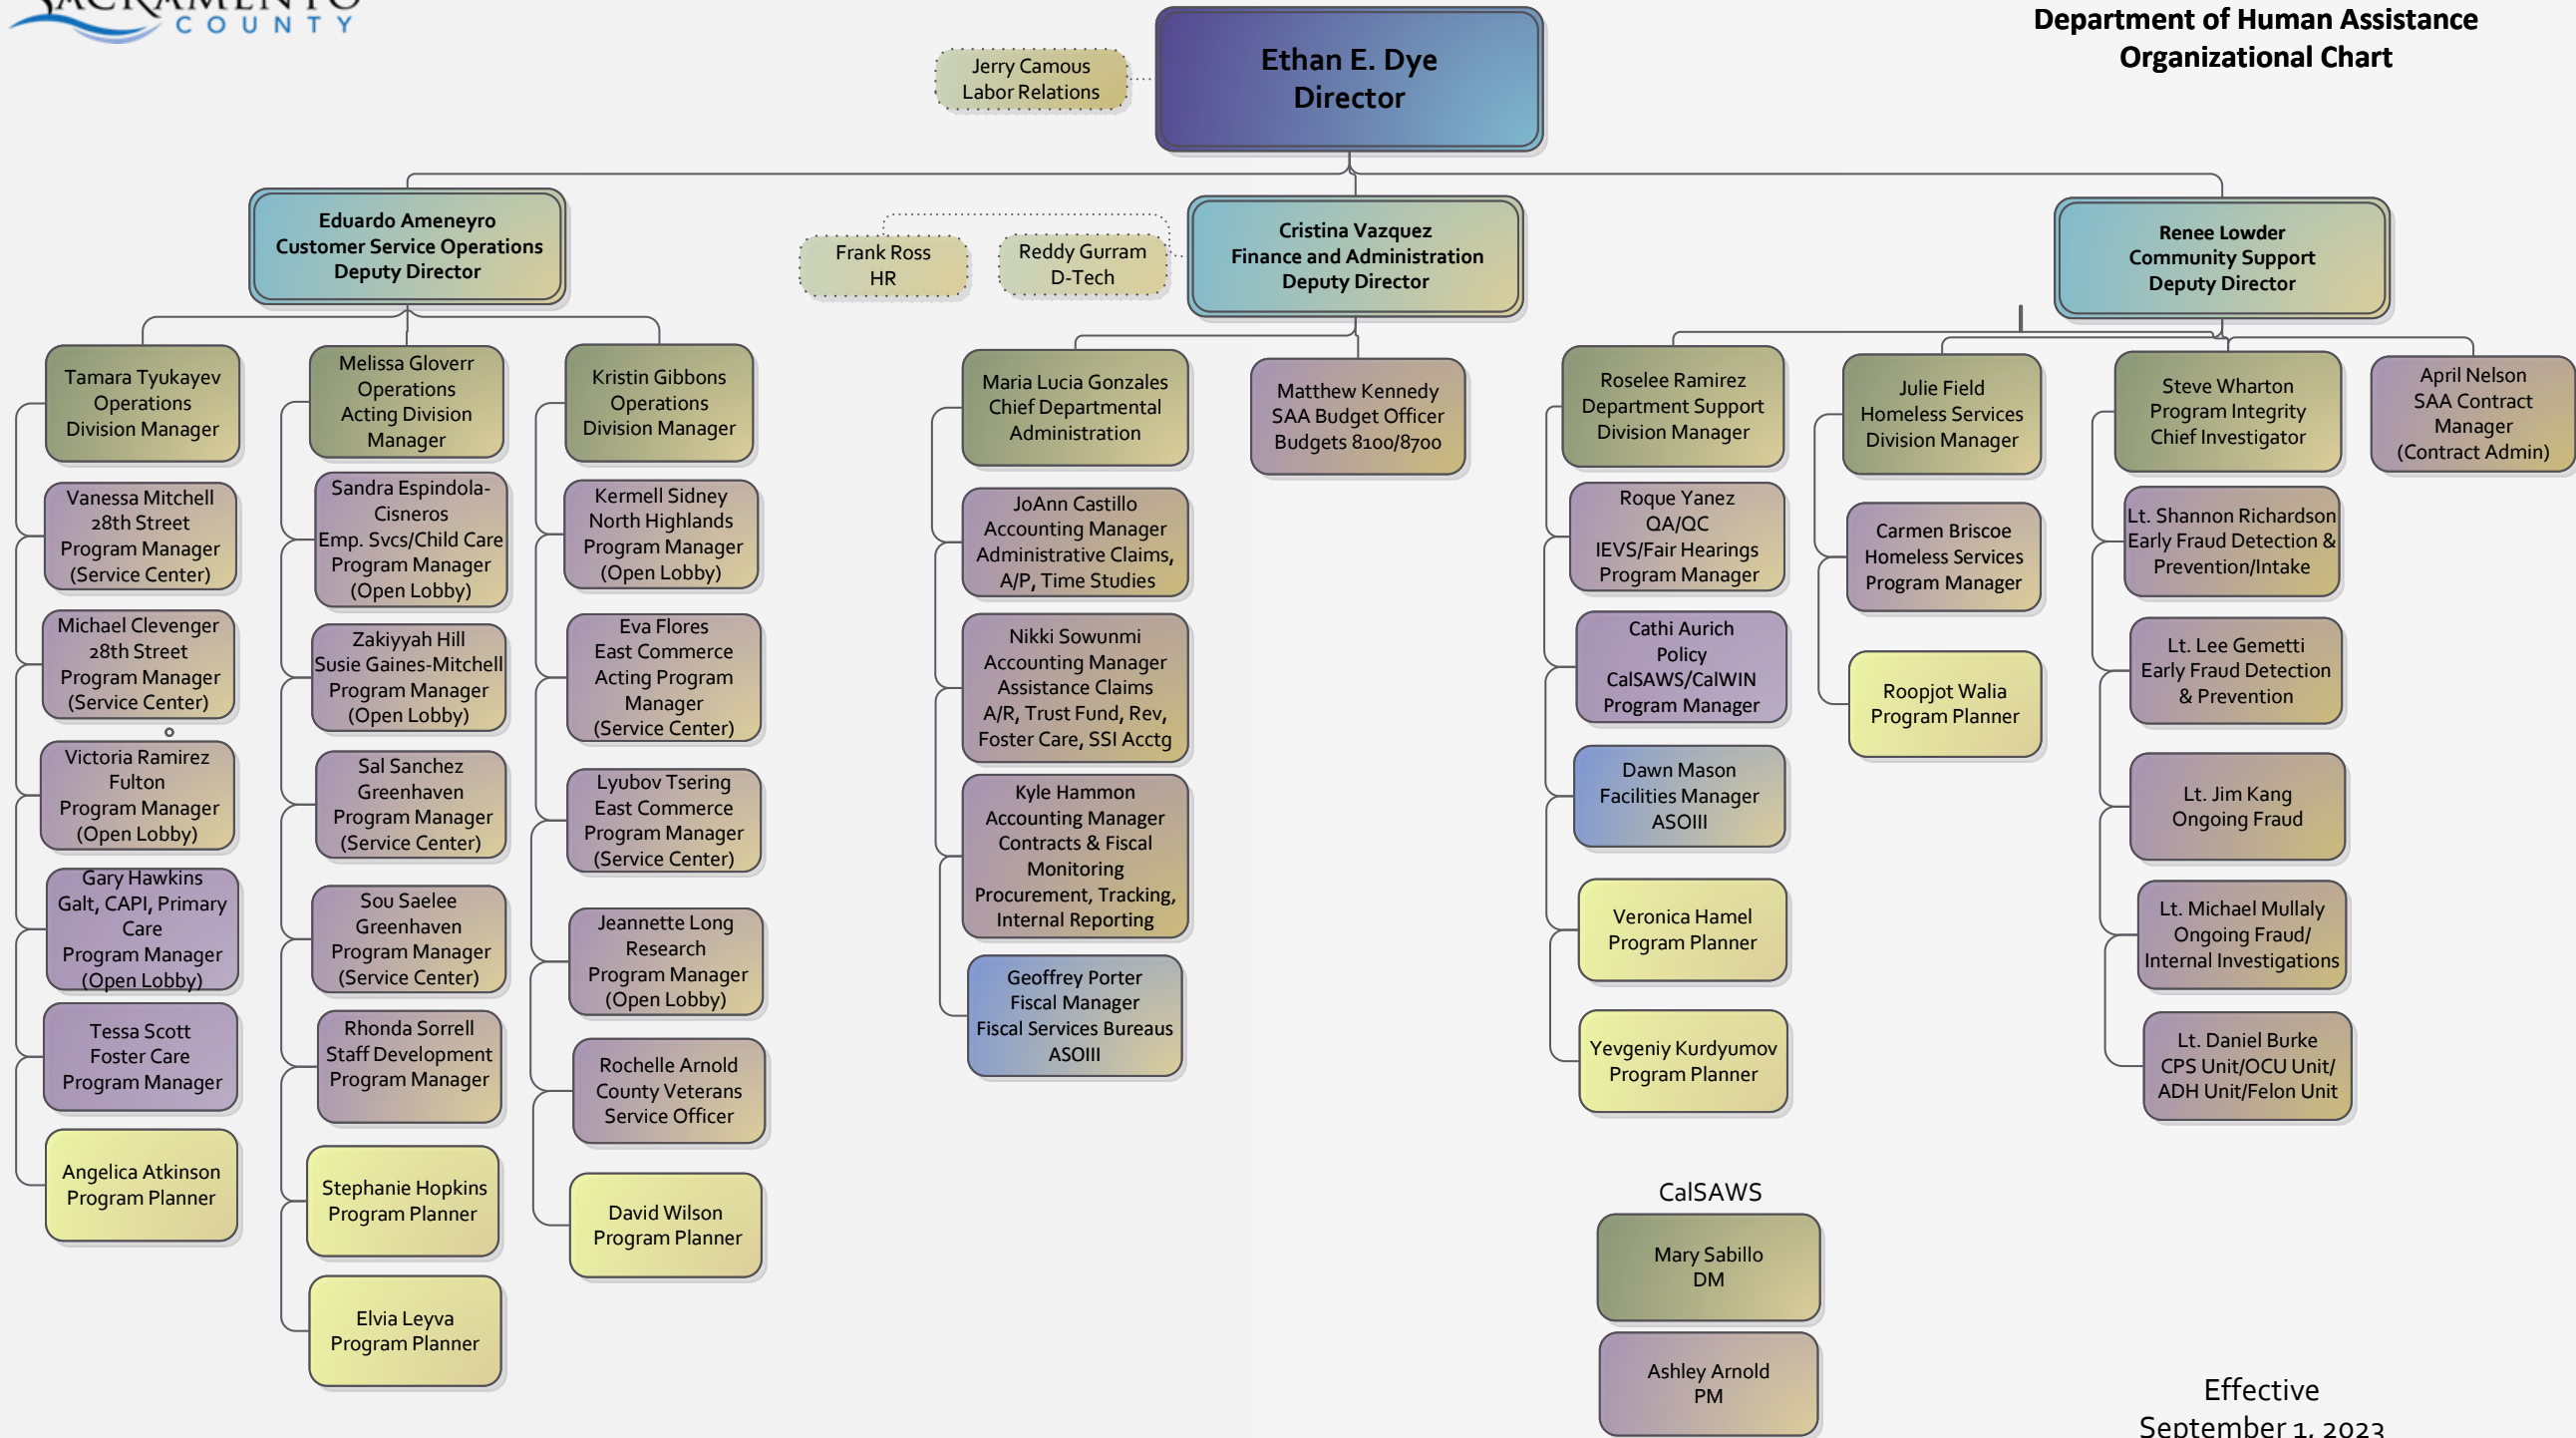 SACRAMENTO
COUNTY
Department of Human Assistance
Organizational Chart
Ethan E. Dye
Director
Jerry Camous
Labor Relations
Eduardo Ameneyro
Customer Service Operations
Deputy Director
Frank Ross
HR
Reddy Gurram
D-Tech
Cristina Vazquez
Finance and Administration
Deputy Director
Renee Lowder
Community Support
Deputy Director
Tamara Tyukayev
Operations
Division Manager
Vanessa Mitchell
28th Street
Program Manager
(Service Center)
Michael Clevenger
28th Street
Program Manager
(Service Center)
Victoria Ramirez
Fulton
Program Manager
(Open Lobby)
Gary Hawkins
Galt, CAPI, Primary
Care
Program Manager
(Open Lobby)
Tessa Scott
Foster Care
Program Manager
Angelica Atkinson
Program Planner
Melissa Gloverr
Operations
Acting Division
Manager
Sandra Espindola-
Cisneros
Emp. Svcs/Child Care
Program Manager
(Open Lobby)
Zakiyyah Hill
Susie Gaines-Mitchell
Program Manager
(Open Lobby)
Sal Sanchez
Greenhaven
Program Manager
(Service Center)
Sou Saelee
Greenhaven
Program Manager
(Service Center)
Rhonda Sorrell
Staff Development
Program Manager
Stephanie Hopkins
Program Planner
Elvia Leyva
Program Planner
Kristin Gibbons
Operations
Division Manager
Kermell Sidney
North Highlands
Program Manager
(Open Lobby)
Eva Flores
East Commerce
Acting Program
Manager
(Service Center)
Lyubov Tsering
East Commerce
Program Manager
(Service Center)
Jeannette Long
Research
Program Manager
(Open Lobby)
Rochelle Arnold
County Veterans
Service Officer
David Wilson
Program Planner
Maria Lucia Gonzales
Chief Departmental
Administration
JoAnn Castillo
Accounting Manager
Administrative Claims,
A/P, Time Studies
Nikki Sowunmi
Accounting Manager
Assistance Claims
A/R, Trust Fund, Rev,
Foster Care, SSI Acctg
Kyle Hammon
Accounting Manager
Contracts & Fiscal
Monitoring
Procurement, Tracking,
Internal Reporting
Geoffrey Porter
Fiscal Manager
Fiscal Services Bureaus
ASOIII
Matthew Kennedy
SAA Budget Officer
Budgets 8100/8700
Roselee Ramirez
Department Support
Division Manager
Roque Yanez
QA/QC
IEVS/Fair Hearings
Program Manager
Cathi Aurich
Policy
CalSAWS/CalWIN
Program Manager
Dawn Mason
Facilities Manager
ASOIII
Veronica Hamel
Program Planner
Yevgeniy Kurdyumov
Program Planner
Julie Field
Homeless Services
Division Manager
Carmen Briscoe
Homeless Services
Program Manager
Roopjot Walia
Program Planner
Steve Wharton
Program Integrity
Chief Investigator
Lt. Shannon Richardson
Early Fraud Detection &
Prevention/Intake
Lt. Lee Gemetti
Early Fraud Detection
& Prevention
Lt. Jim Kang
Ongoing Fraud
Lt. Michael Mullaly
Ongoing Fraud/
Internal Investigations
Lt. Daniel Burke
CPS Unit/OCU Unit/
ADH Unit/Felon Unit
April Nelson
SAA Contract
Manager
(Contract Admin)
CalSAWS
Mary Sabillo
DM
Ashley Arnold
PM
Effective
September 1, 2023